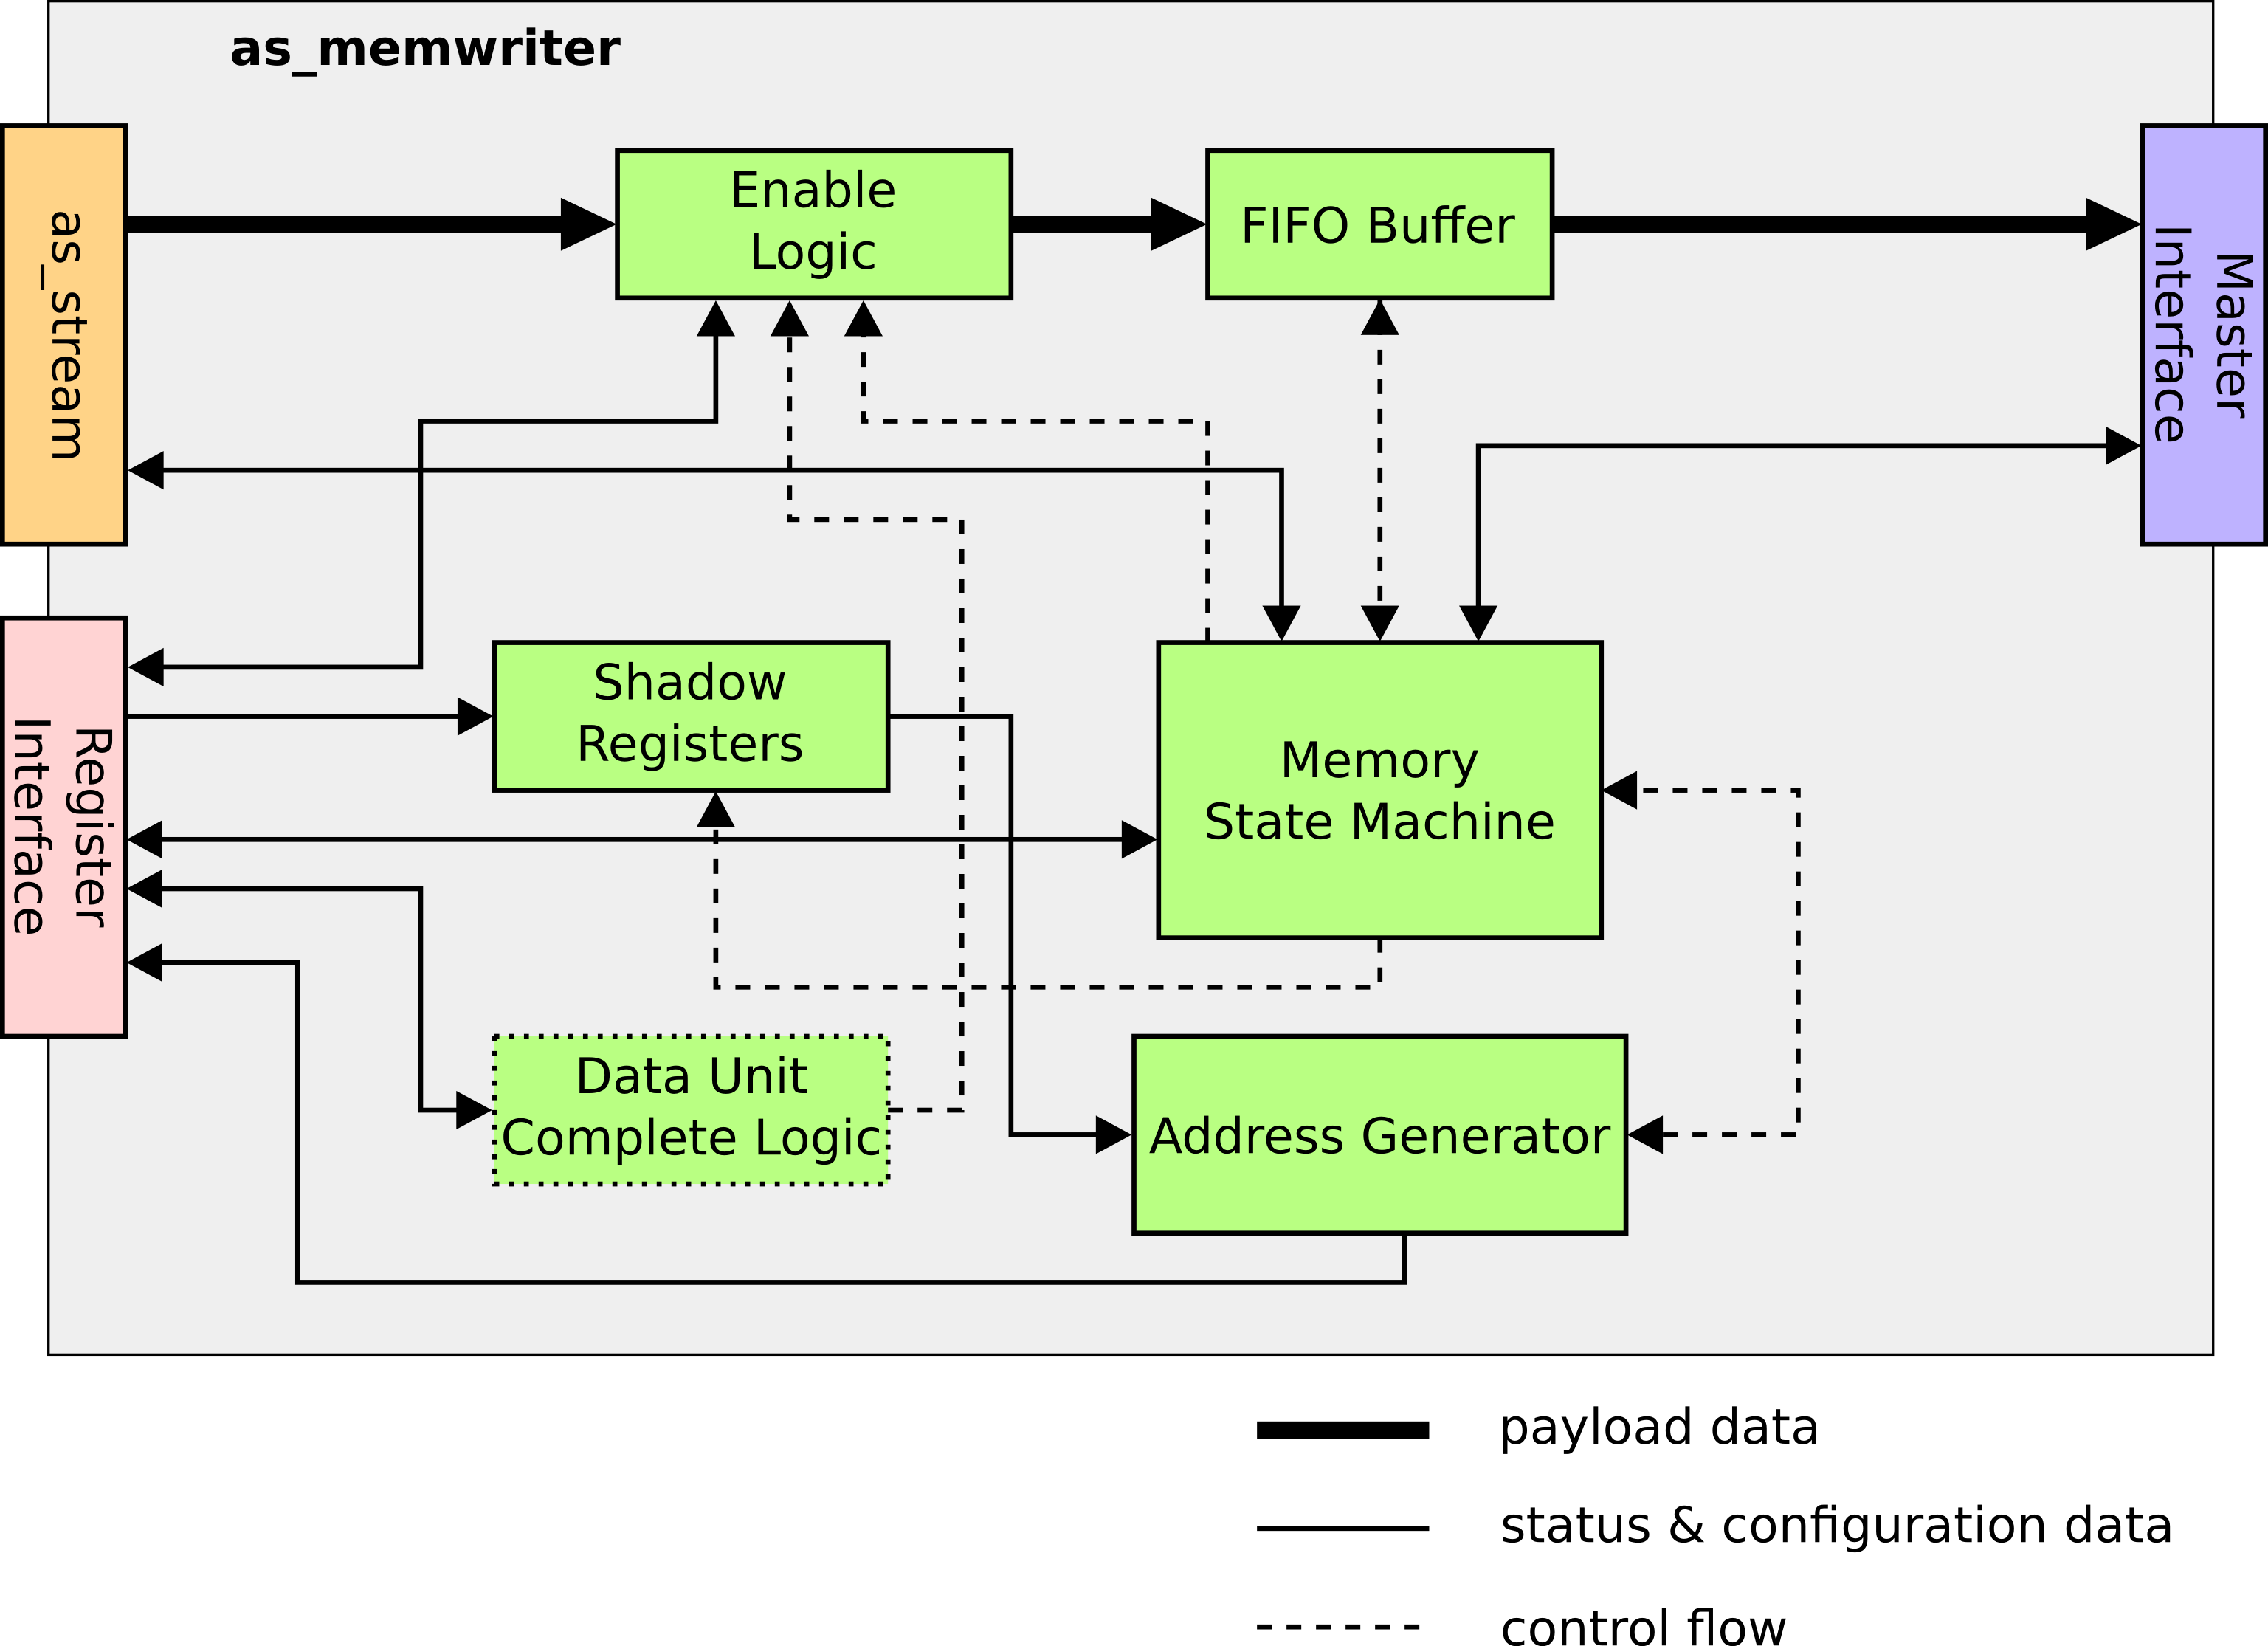 as_memwriter
as_stream
Enable
Logic
FIFO Buffer
Master
Interface
Register
Interface
Shadow
Registers
Memory
State Machine
Data Unit
Complete Logic
Address Generator
payload data
status & configuration data
control flow